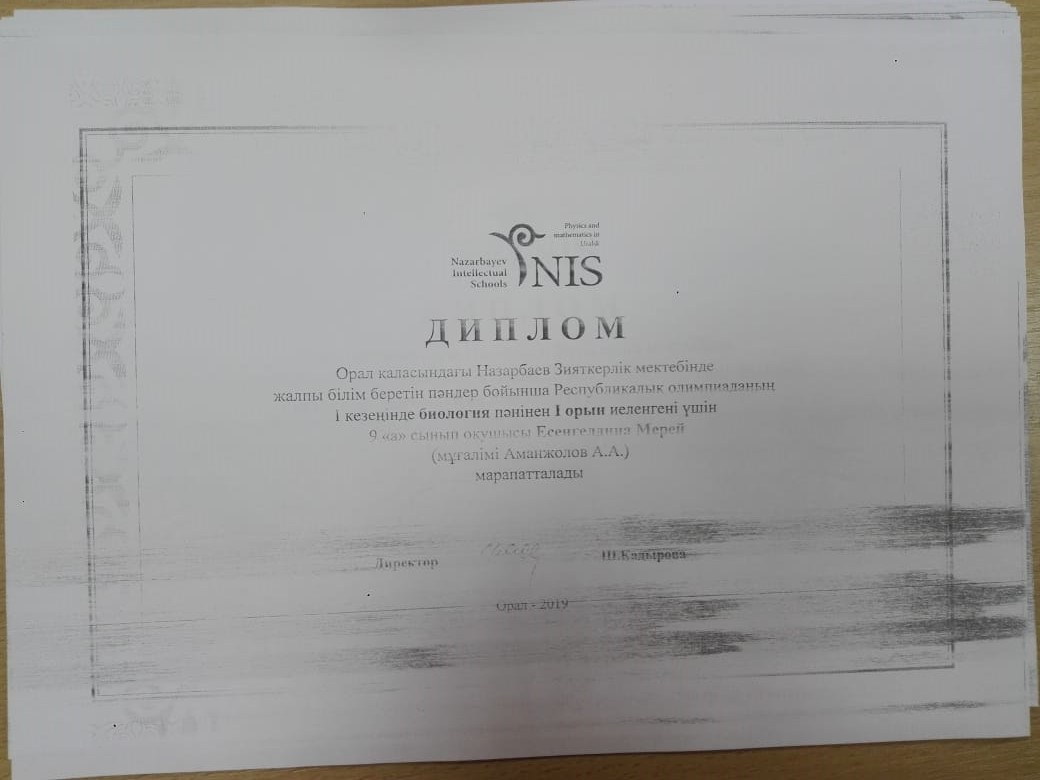 Physics and
mathematics in
Uralsk
Nazarbayev
Intellectual
Schools
NIS
ДИПЛОМ
Орал қаласындағы Назарбаев Зияткерлік мектебінде
жалпы білім беретін пәндер бойынша Республикалық олимпиаданың
І кезеңінде биология пәнінен І орын иеленгені үшін
9 «а» сынып оқушысы Есенгелдина Мерей
(мұғалімі Аманжолов А.А.)
марапатталады
Директор Ш.Кадырова
Орал - 2019